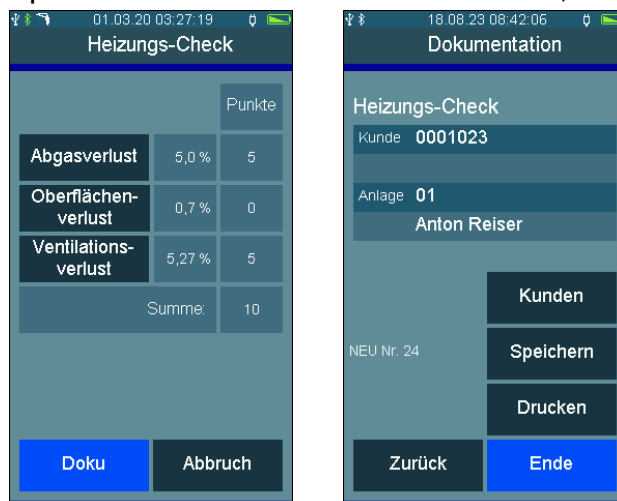 01.03.20 03:27:19
Heizungs-Check
Punkte
Abgasverlust 5,0 % 5
Oberflächen-
verlust 0,7 % 0
Ventilations-
verlust 5,27 % 5
Summe: 10
Doku Abbruch
18.08.23 08:42:06
Dokumentation
Heizungs-Check
Kunde 0001023
Anlage 01
Anton Reiser
Kunden
NEU Nr. 24 Speichern
Drucken
Zurück Ende